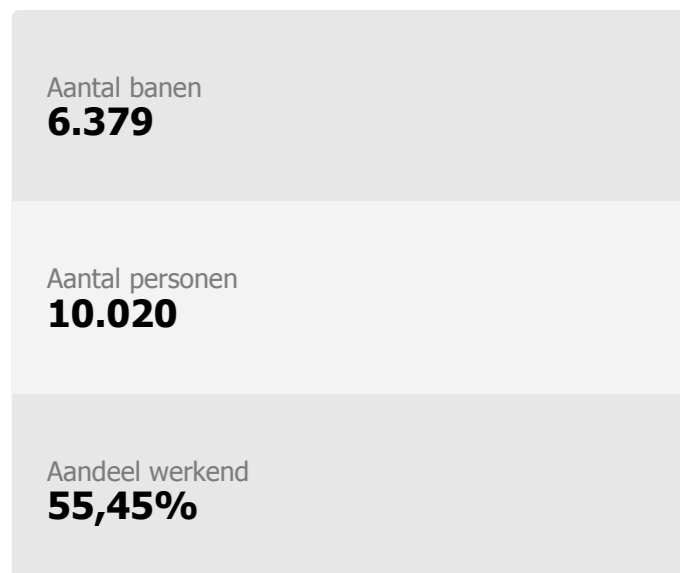 Aantal banen
6.379
Aantal personen
10.020
Aandeel werkend
55,45%